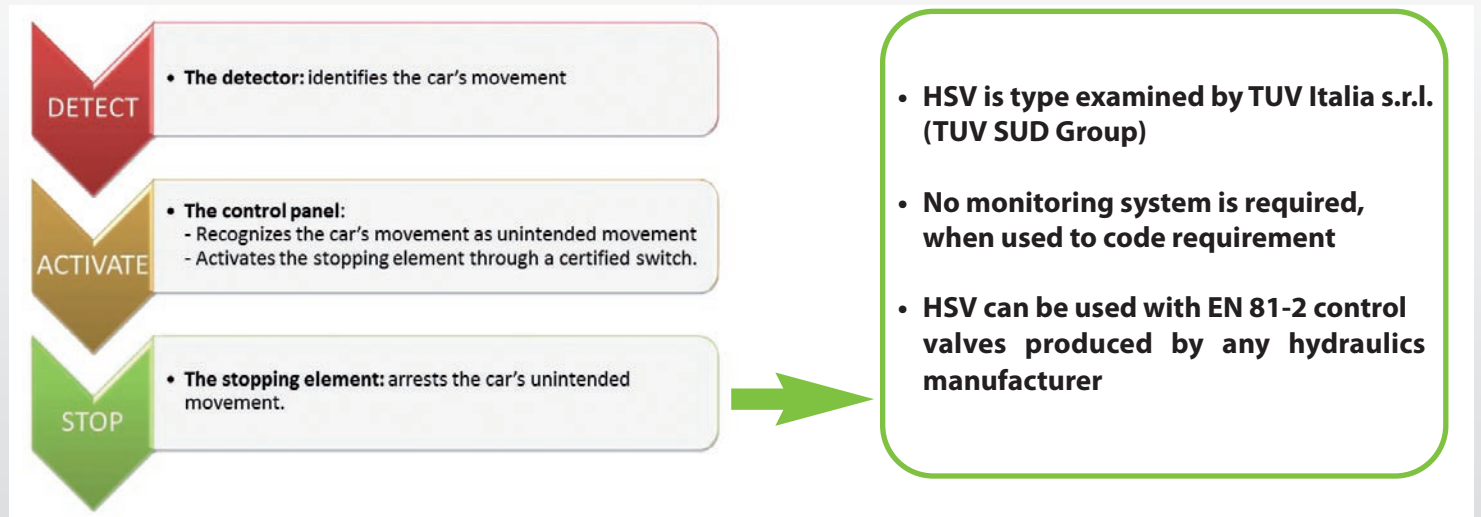 DETECT
• The detector: identifies the car's movement
ACTIVATE
• The control panel:
- Recognizes the car's movement as unintended movement
- Activates the stopping element through a certified switch.
STOP
• The stopping element: arrests the car's unintended
movement.
• HSV is type examined by TUV Italia s.r.l.
(TUV SUD Group)
• No monitoring system is required,
when used to code requirement
• HSV can be used with EN 81-2 control
valves produced by any hydraulics
manufacturer